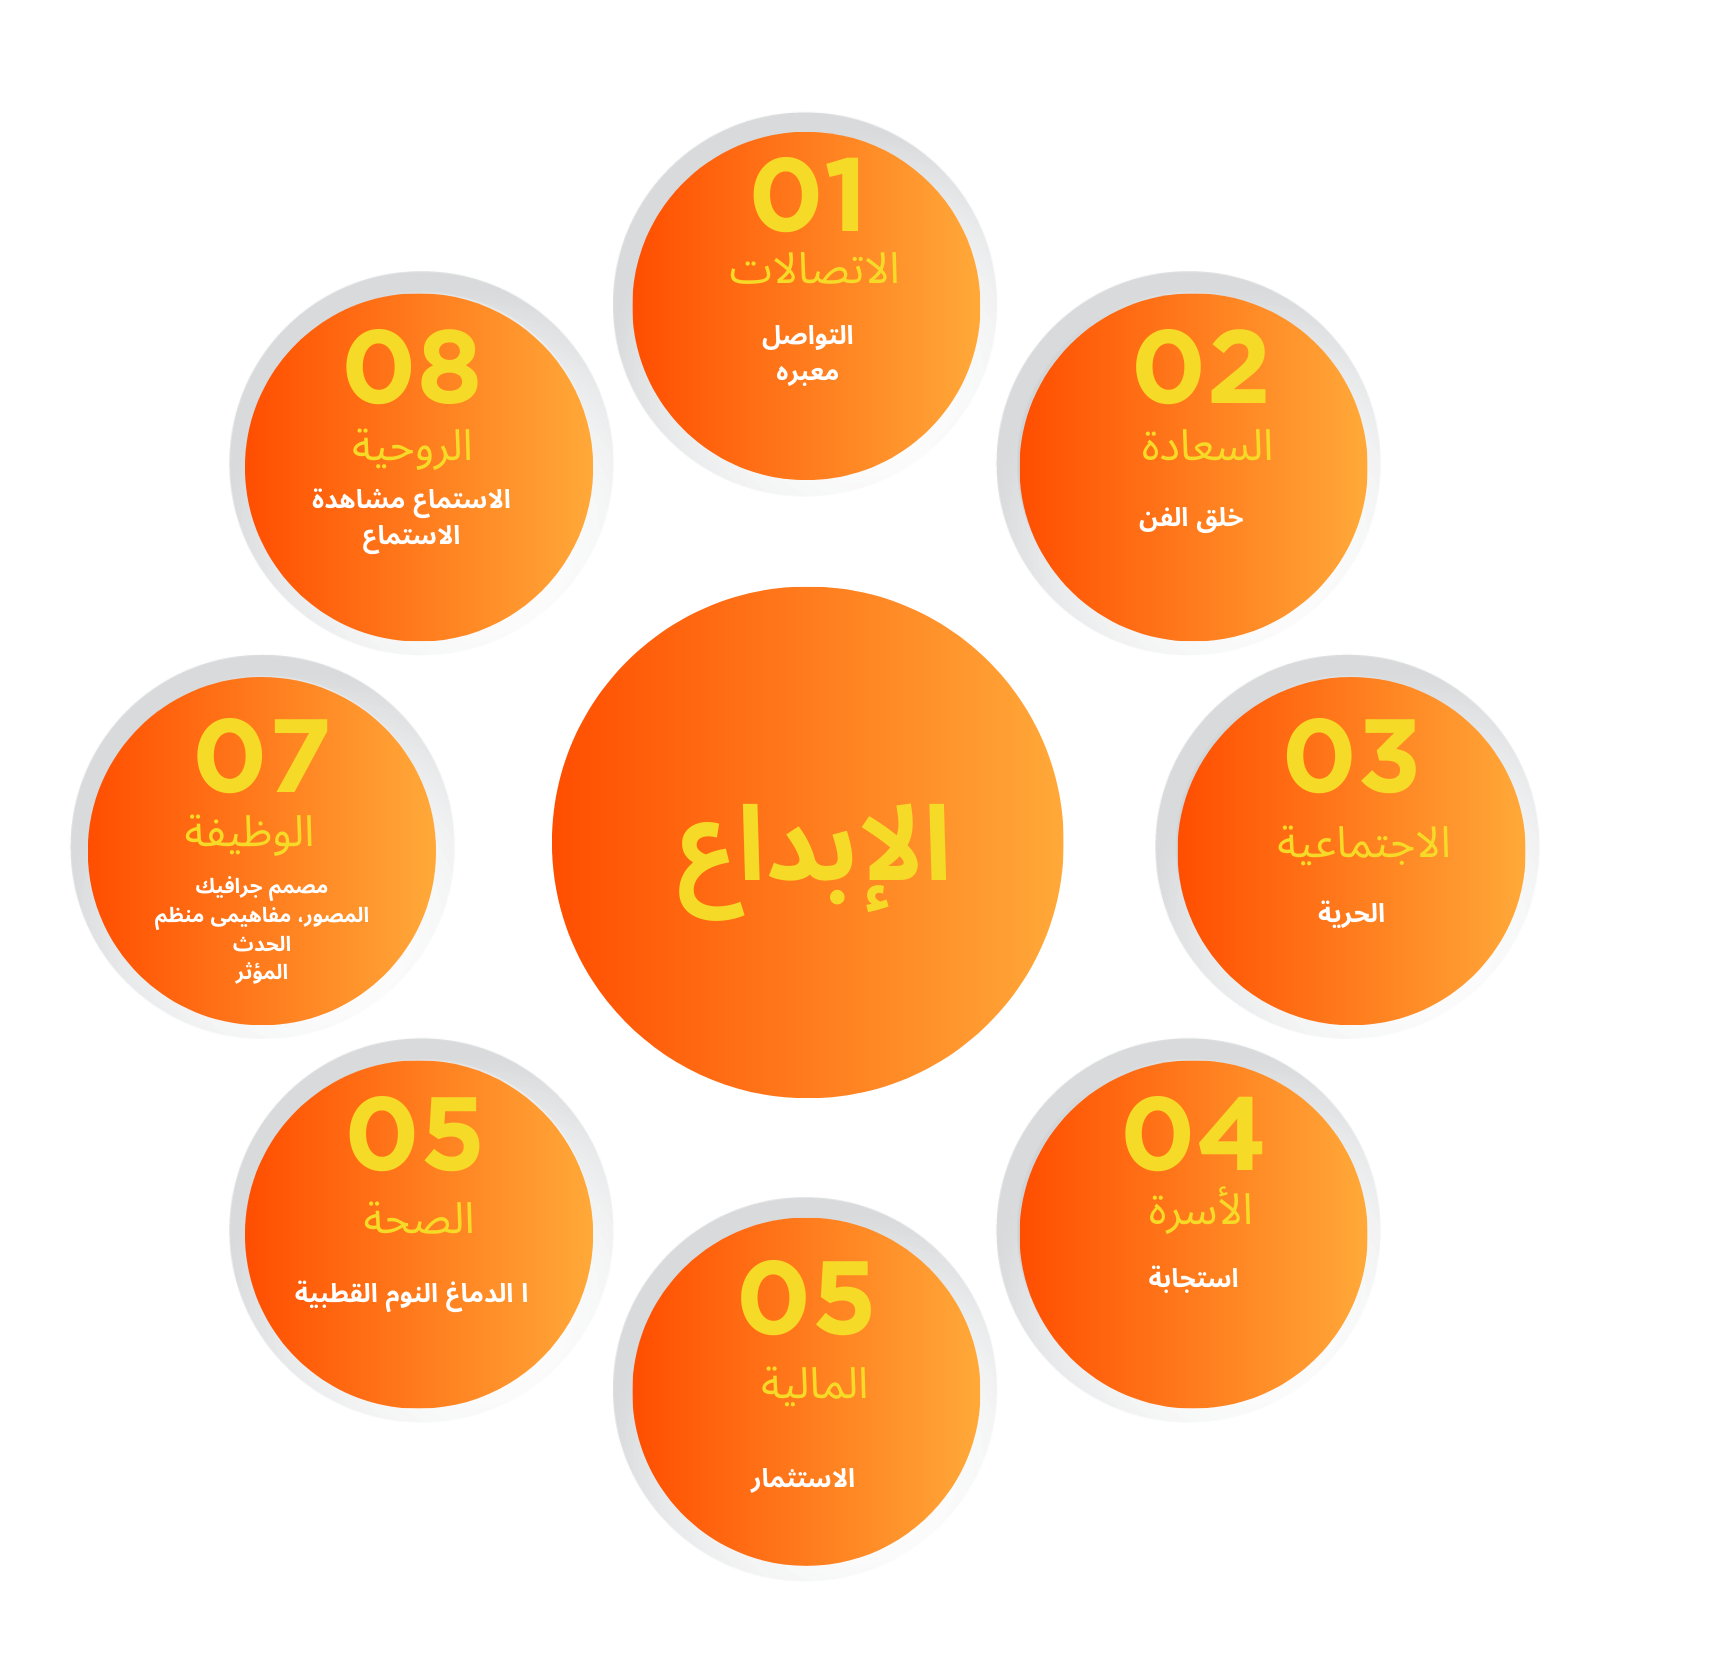 01
الاتصالات
التواصل
معبره
02
السعادة
خلق الفن
03
الاجتماعية
الحرية
04
الأسرة
استجابة
05
المالية
الاستثمار
05
الصحة
ا الدماغ النوم القطبية
07
الوظيفة
مصمم جرافيك
المصور، مفاهيمى منظم
الحدث
المؤثر
08
الروحية
الاستماع مشاهدة
الاستماع
الإبداع